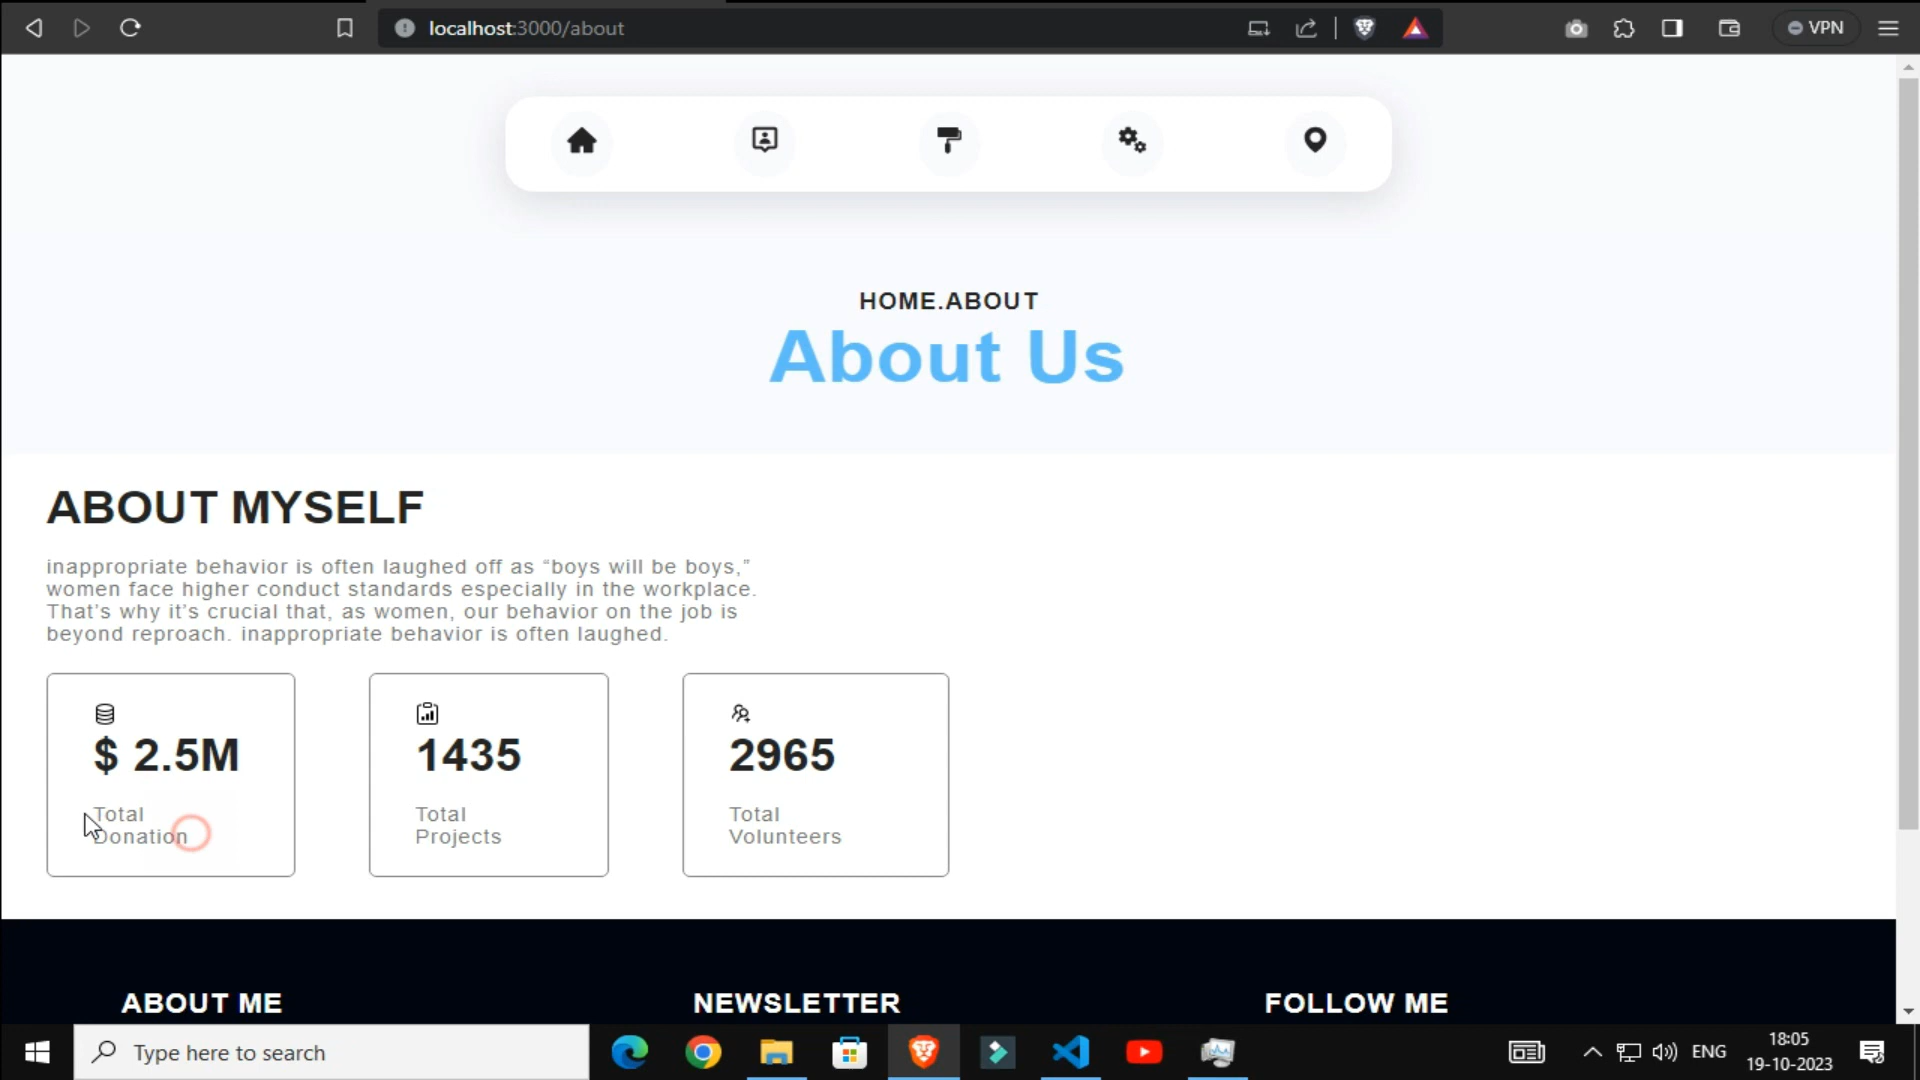 localhost:3000/about
VPN
HOME.ABOUT
About Us
ABOUT MYSELF
inappropriate behavior is often laughed off as “boys will be boys,”
women face higher conduct standards especially in the workplace.
That’s why it’s crucial that, as women, our behavior on the job is
beyond reproach. inappropriate behavior is often laughed.
$ 2.5M
Total
Donation
1435
Total
Projects
2965
Total
Volunteers
ABOUT ME
NEWSLETTER
FOLLOW ME
Type here to search
ENG
18:05
19-10-2023